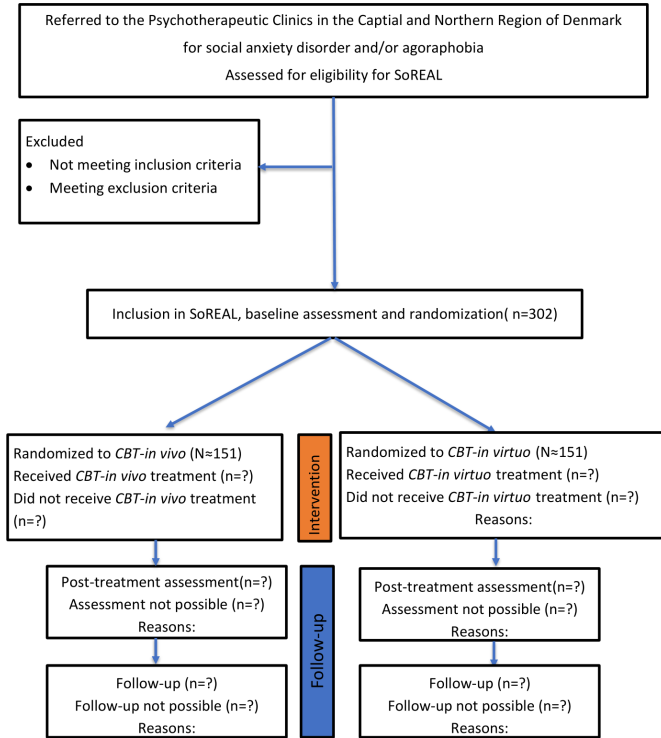 Referred to the Psychotherapeutic Clinics in the Captial and Northern Region of Denmark
for social anxiety disorder and/or agoraphobia
Assessed for eligibility for SoREAL
Excluded
• Not meeting inclusion criteria
• Meeting exclusion criteria
Inclusion in SoREAL, baseline assessment and randomization( n=302)
Randomized to CBT-in vivo (N≈151)
Received CBT-in vivo treatment (n=?)
Did not receive CBT-in vivo treatment
(n=?)
Intervention
Randomized to CBT-in virtuo (N≈151)
Received CBT-in virtuo treatment (n=?)
Did not receive CBT-in virtuo treatment (n=?)
Reasons:
Post-treatment assessment(n=?)
Assessment not possible (n=?)
Reasons:
Follow-up
Post-treatment assessment(n=?)
Assessment not possible (n=?)
Reasons:
Follow-up (n=?)
Follow-up not possible (n=?)
Reasons:
Follow-up (n=?)
Follow-up not possible (n=?)
Reasons: